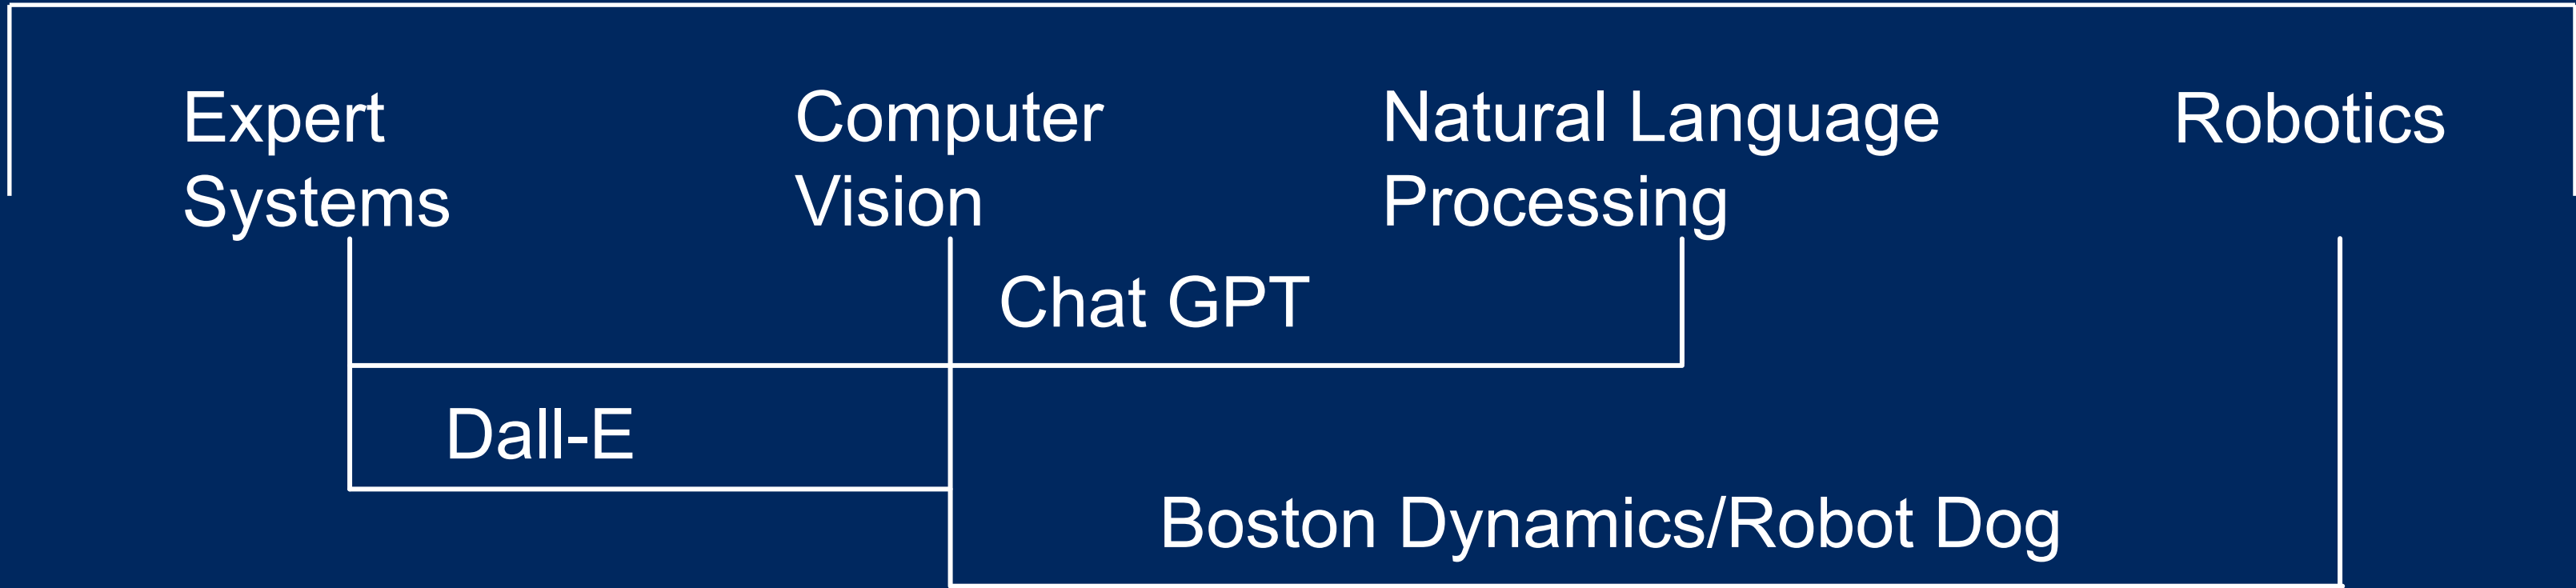 Expert
Systems
Computer
Vision
Natural Language
Processing
Robotics
Chat GPT
Dall-E
Boston Dynamics/Robot Dog